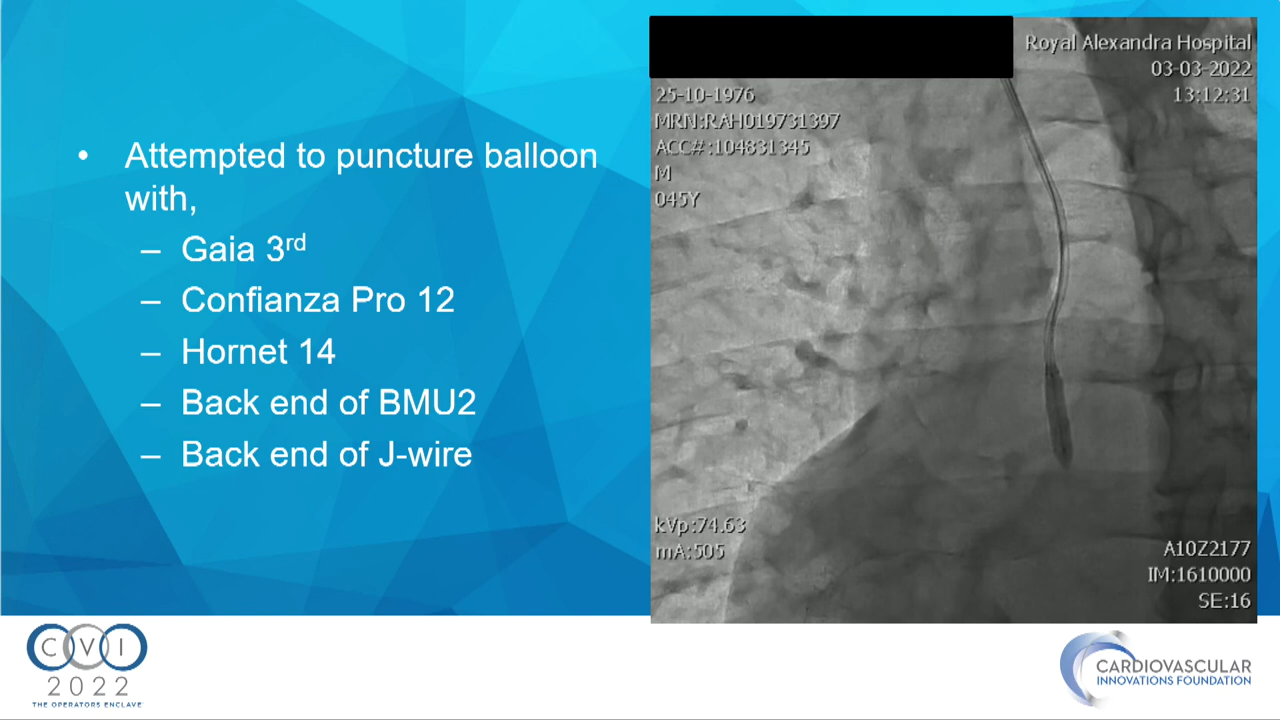 • Attempted to puncture balloon
with,
– Gaia 3rd
– Confianza Pro 12
– Hornet 14
– Back end of BMU2
– Back end of J-wire
Royal Alexandra Hospital
03-03-2022
13:12:31
25-10-1976
MRN:RAH019731397
ACC#:104831345
M
045Y
kVp:74.63
mA:505
A10Z2177
IM:1610000
SE:16
CVI
2022
THE OPERATORS ENCLAVE
CARDIOVASCULAR
INNOVATIONS FOUNDATION